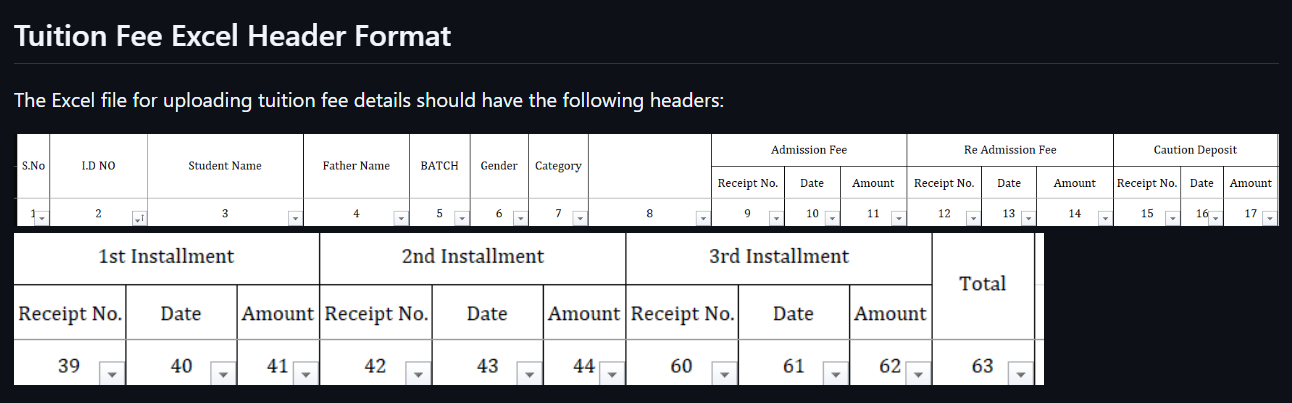 Tuition Fee Excel Header Format
The Excel file for uploading tuition fee details should have the following headers:
Admission Fee Re Admission Fee Caution Deposit
S.No I.D NO Student Name Father Name BATCH Gender Category
Receipt No. Date Amount Receipt No. Date Amount Receipt No. Date Amount
1 2 3 4 5 6 7 8 9 10 11 12 13 14 15 16 17
1st Installment 2nd Installment 3rd Installment
Total
Receipt No. Date Amount Receipt No. Date Amount Receipt No. Date Amount
39 40 41 42 43 44 60 61 62 63